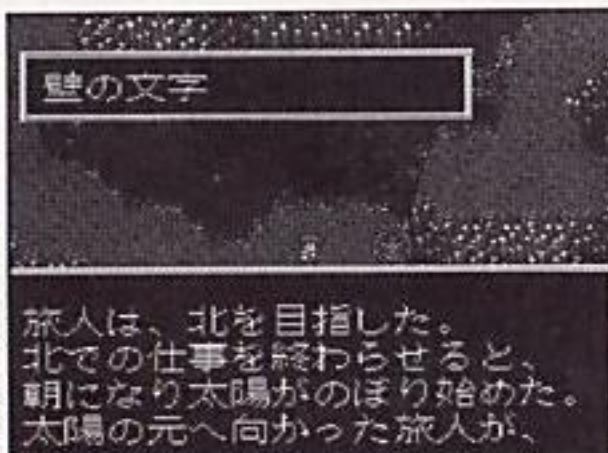 壁の文字
旅人は、北を目指した。
北での仕事を終わらせると、
朝になり太陽がのぼり始めた。
太陽の元へ向かった旅人が、